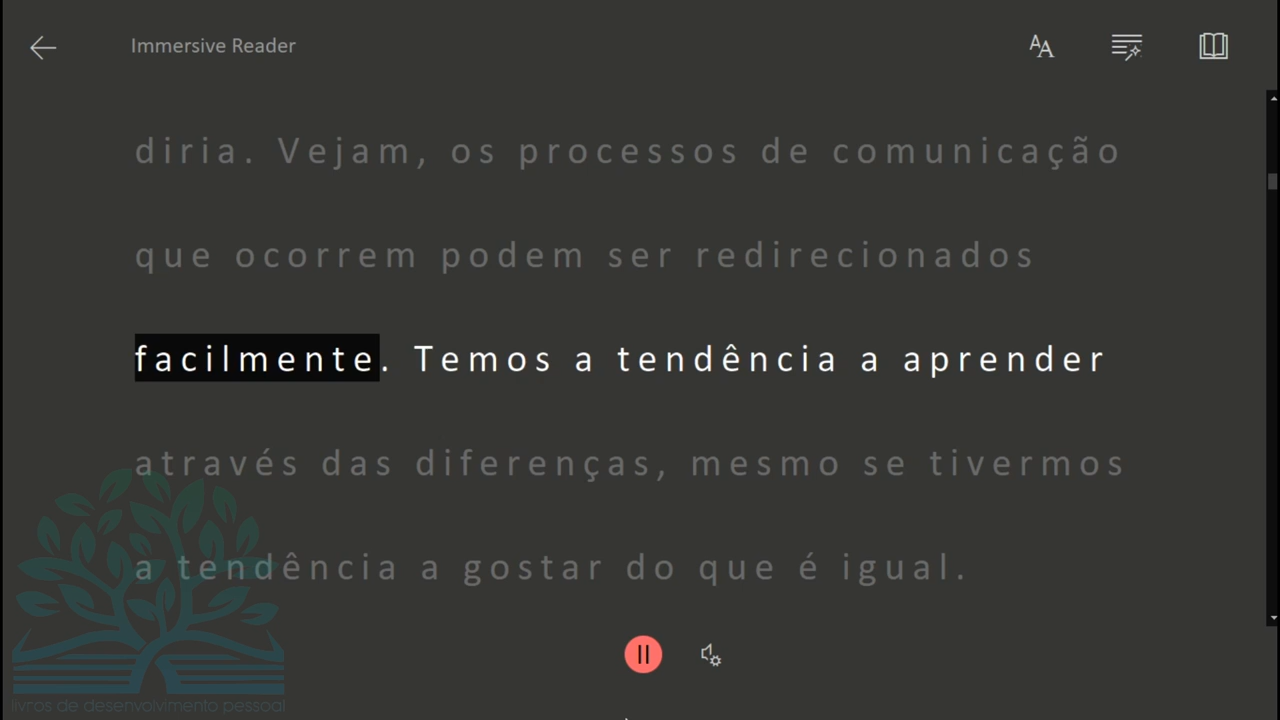 Immersive Reader
diria. Vejam, os processos de comunicação
que ocorrem podem ser redirecionados
facilmente. Temos a tendência a aprender
através das diferenças, mesmo se tivermos
a tendência a gostar do que é igual.
livros de desenvolvimento pessoal